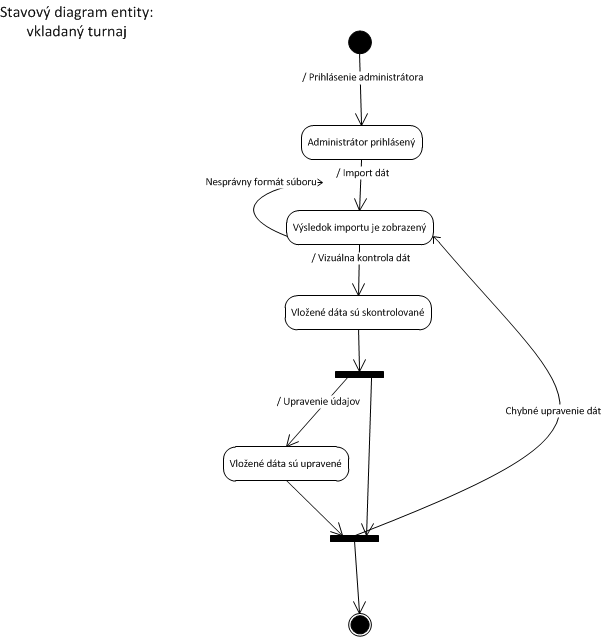 Stavový diagram entity:
vkladaný turnaj
/ Prihlásenie administrátora
Administrátor prihlásený
/ Import dát
Nesprávny formát súboru
Výsledok importu je zobrazený
/ Vizuálna kontrola dát
Vložené dáta sú skontrolované
/ Upravenie údajov
Chybné upravenie dát
Vložené dáta sú upravené